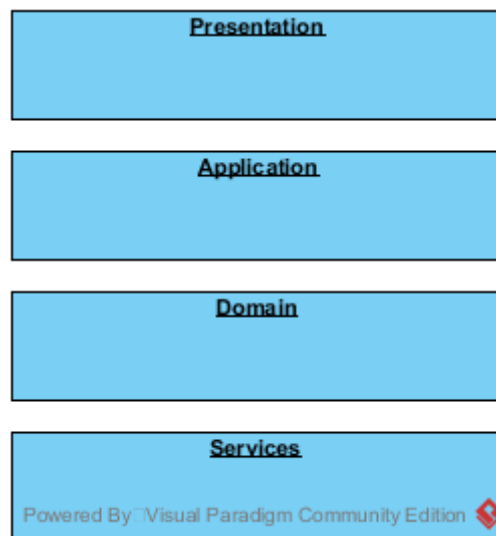 Presentation
Application
Domain
Services
Powered By Visual Paradigm Community Edition